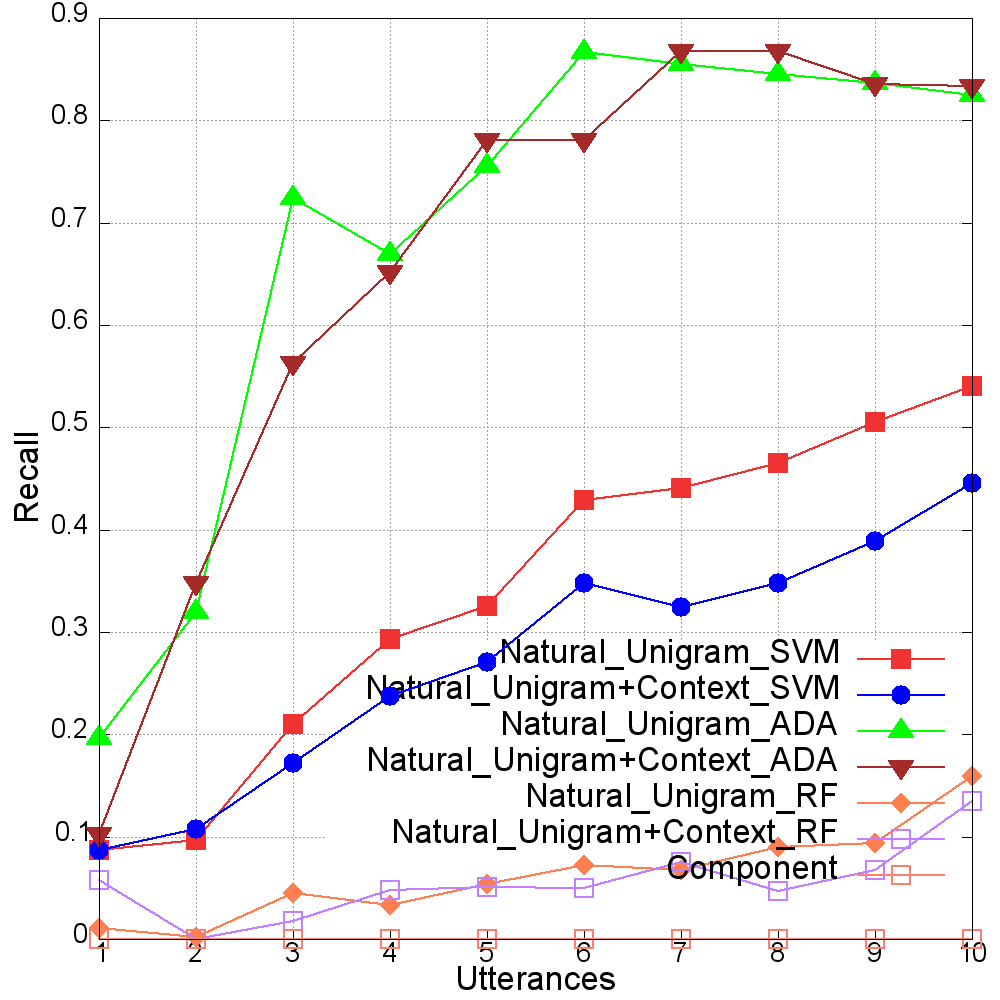 0.9
0.8
0.7
0.6
0.5
0.4
0.3
0.2
0.1
0
Recall
Natural_Unigram_SVM
Natural_Unigram+Context_SVM
Natural_Unigram_ADA
Natural_Unigram+Context_ADA
Natural_Unigram_RF
Natural_Unigram+Context_RF
Component
1 2 3 4 5 6 7 8 9 10
Utterances